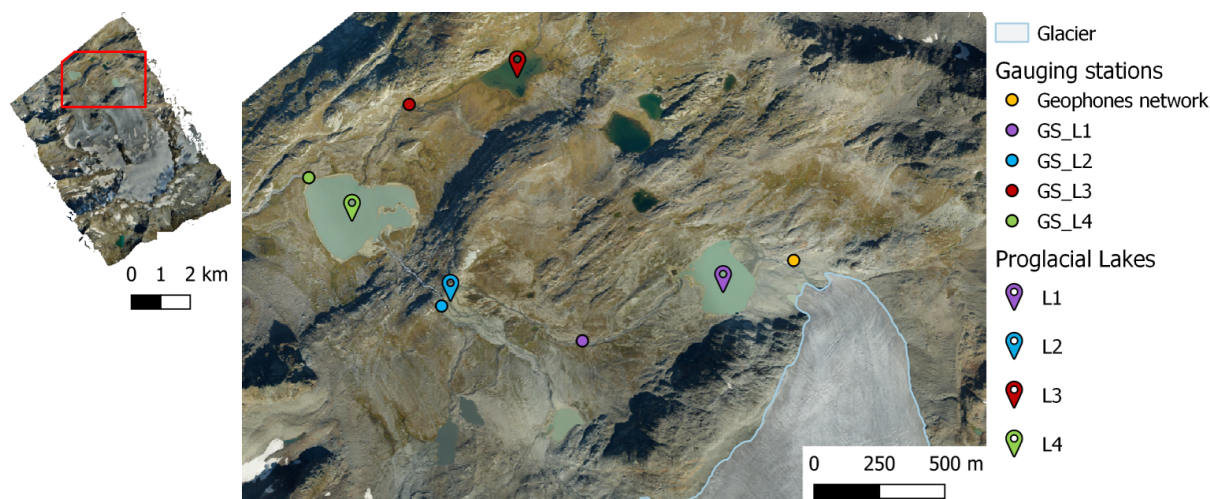 0 1 2 km
0 250 500 m
Glacier
Gauging stations
Geophones network
GS_L1
GS_L2
GS_L3
GS_L4
Proglacial Lakes
L1
L2
L3
L4